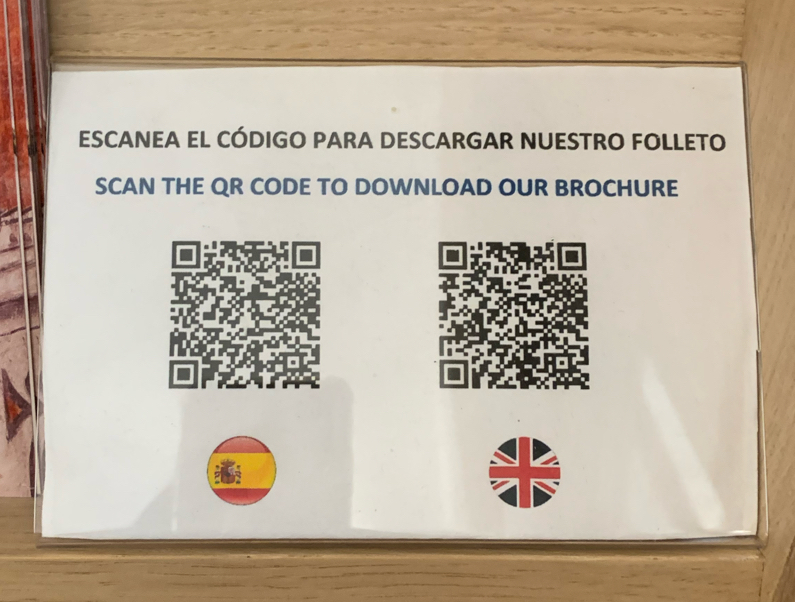 ESCANEA EL CÓDIGO PARA DESCARGAR NUESTRO FOLLETO
SCAN THE QR CODE TO DOWNLOAD OUR BROCHURE